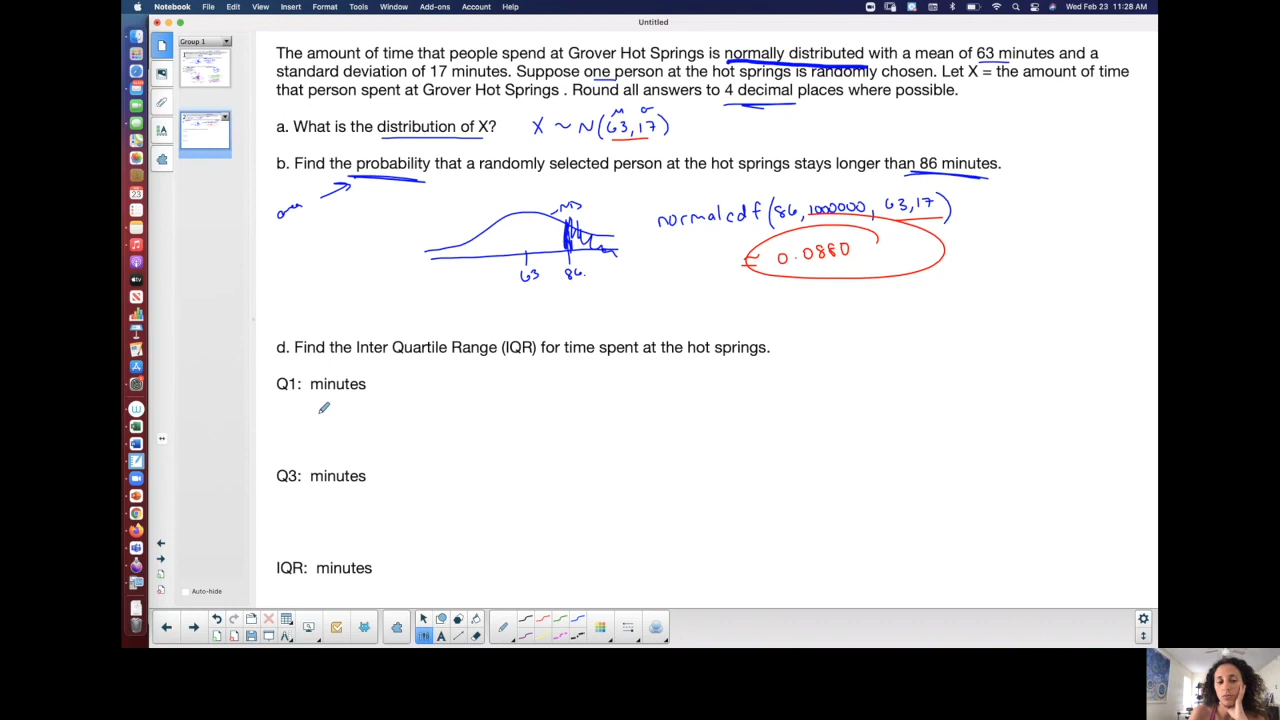 Notebook File Edit View Insert Format Tools Window Add-ons Account Help Wed Feb 23 11:28 AM
Untitled
Group 1
The amount of time that people spend at Grover Hot Springs is normally distributed with a mean of 63 minutes and a
standard deviation of 17 minutes. Suppose one person at the hot springs is randomly chosen. Let X = the amount of time
that person spent at Grover Hot Springs . Round all answers to 4 decimal places where possible.
μ σ
a. What is the distribution of X? X ~ N(63,17)
b. Find the probability that a randomly selected person at the hot springs stays longer than 86 minutes.
area
normalcdf(86,1000000, 63,17)
≈ 0.0880
63 86.
d. Find the Inter Quartile Range (IQR) for time spent at the hot springs.
Q1: minutes
Q3: minutes
IQR: minutes
Auto-hide